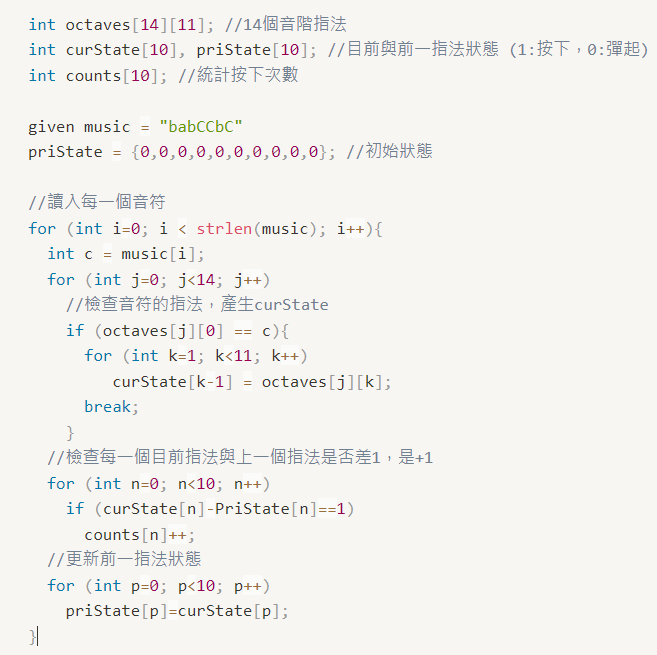 int octaves[14][11]; //14個音階指法
int curState[10], priState[10]; //目前與前一指法狀態 (1:按下，0:彈起)
int counts[10]; //統計按下次數
given music = "babCCbC"
priState = {0,0,0,0,0,0,0,0,0,0}; //初始狀態
//讀入每一個音符
for (int i=0; i < strlen(music); i++){
int c = music[i];
for (int j=0; j<14; j++)
//檢查音符的指法，產生curState
if (octaves[j][0] == c){
for (int k=1; k<11; k++)
curState[k-1] = octaves[j][k];
break;
}
//檢查每一個目前指法與上一個指法是否差1，是+1
for (int n=0; n<10; n++)
if (curState[n]-PriState[n]==1)
counts[n]++;
//更新前一指法狀態
for (int p=0; p<10; p++)
priState[p]=curState[p];
}